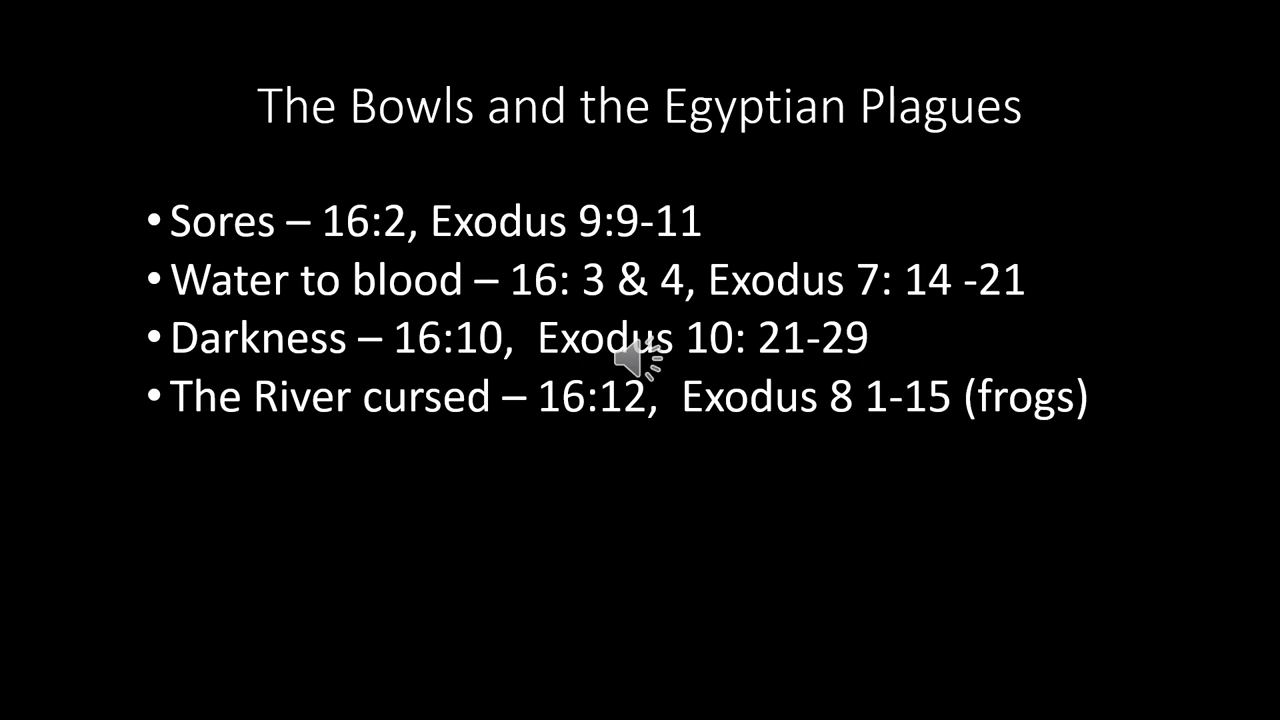 The Bowls and the Egyptian Plagues
• Sores – 16:2, Exodus 9:9-11
• Water to blood – 16: 3 & 4, Exodus 7: 14 -21
• Darkness – 16:10,  Exodus 10: 21-29
• The River cursed – 16:12,  Exodus 8 1-15 (frogs)